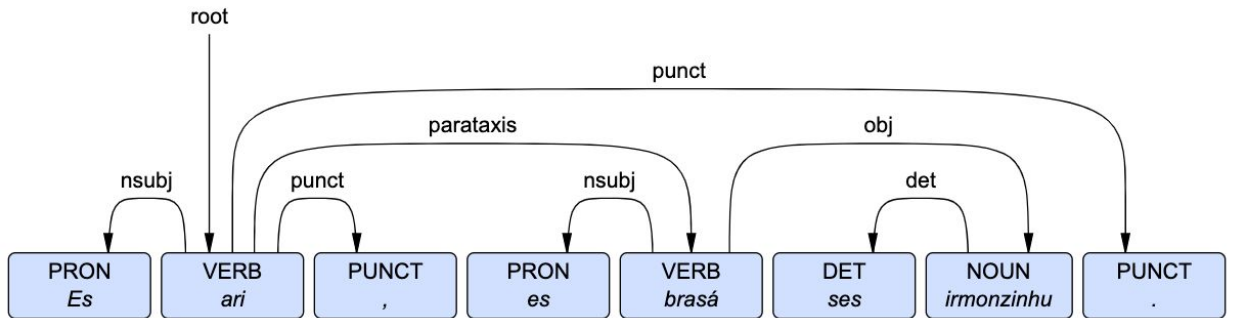 root
punct
parataxis obj
nsubj punct nsubj det
PRON VERB PUNCT PRON VERB DET NOUN PUNCT
Es ari , es brasá ses irmonzinhu .